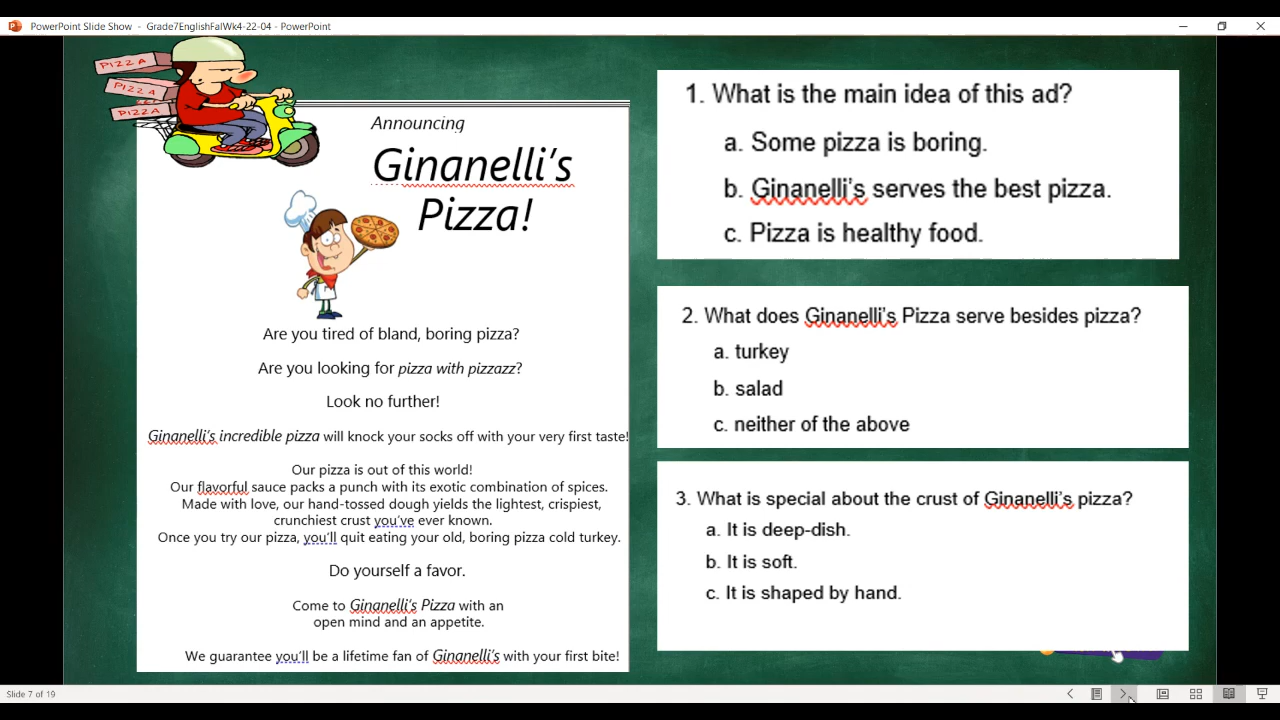 PowerPoint Slide Show - Grade7EnglishFalWk4-22-04 - PowerPoint
PIZZA
PIZZA
PIZZA
Announcing
Ginanelli's
Pizza!
Are you tired of bland, boring pizza?
Are you looking for pizza with pizzazz?
Look no further!
Ginanelli's incredible pizza will knock your socks off with your very first taste!
Our pizza is out of this world!
Our flavorful sauce packs a punch with its exotic combination of spices.
Made with love, our hand-tossed dough yields the lightest, crispiest,
crunchiest crust you've ever known.
Once you try our pizza, you'll quit eating your old, boring pizza cold turkey.
Do yourself a favor.
Come to Ginanelli's Pizza with an
open mind and an appetite.
We guarantee you'll be a lifetime fan of Ginanelli's with your first bite!
1. What is the main idea of this ad?
a. Some pizza is boring.
b. Ginanelli's serves the best pizza.
c. Pizza is healthy food.
2. What does Ginanelli's Pizza serve besides pizza?
a. turkey
b. salad
c. neither of the above
3. What is special about the crust of Ginanelli's pizza?
a. It is deep-dish.
b. It is soft.
c. It is shaped by hand.
Slide 7 of 19